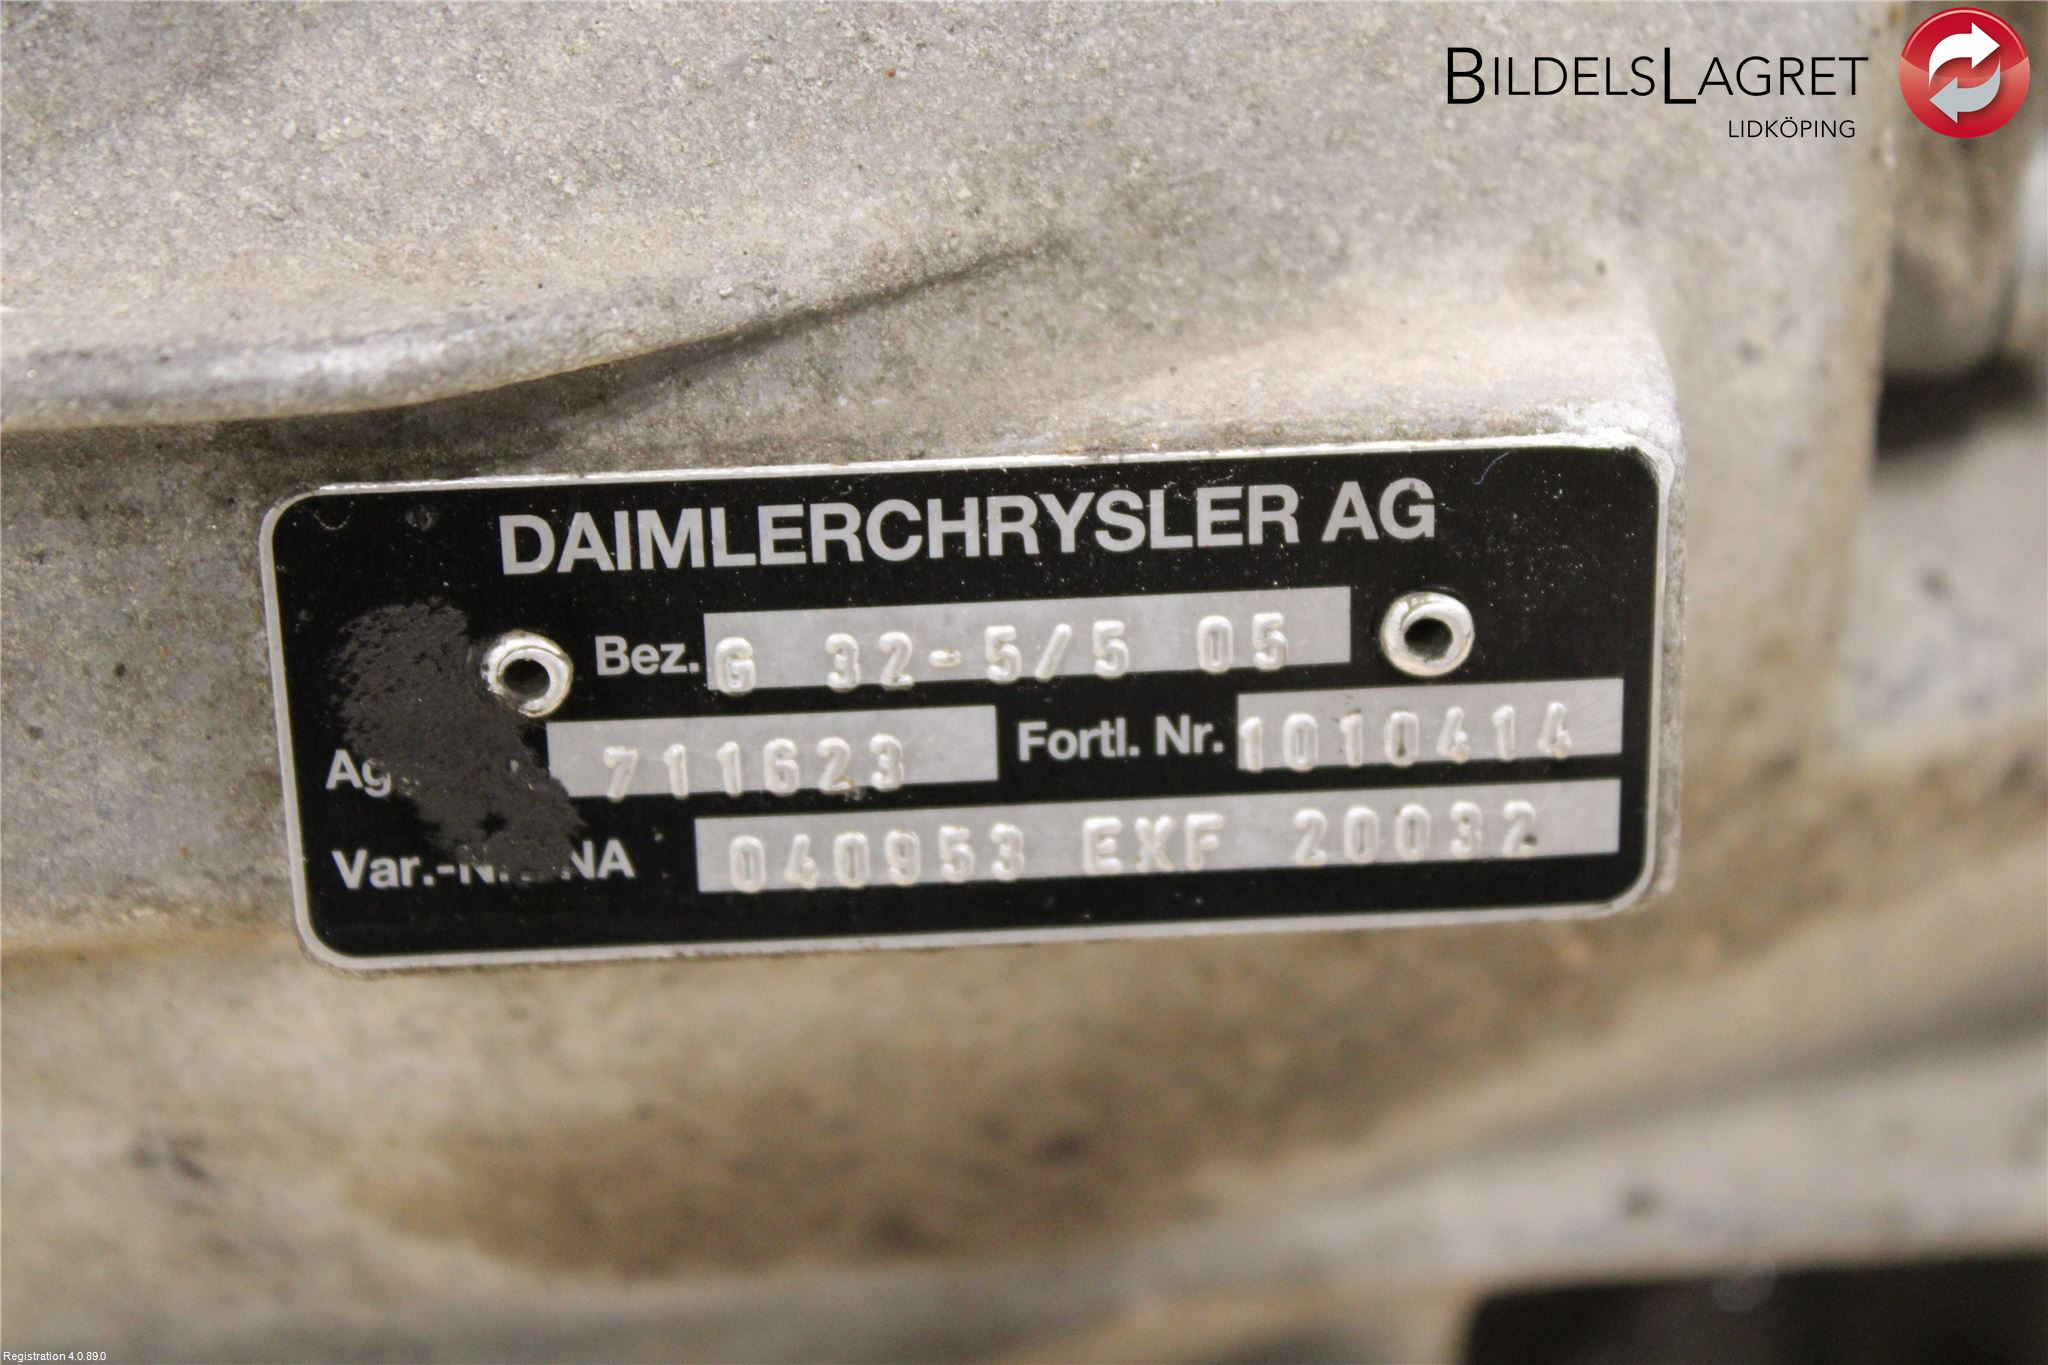 BILDELSLAGRET
LIDKÖPING
DAIMLERCHRYSLER AG
Bez. G 32-5/5 05
711623 Fortl. Nr. 1010414
NA 040953 EXF 20032
Registration 4.0.89.0